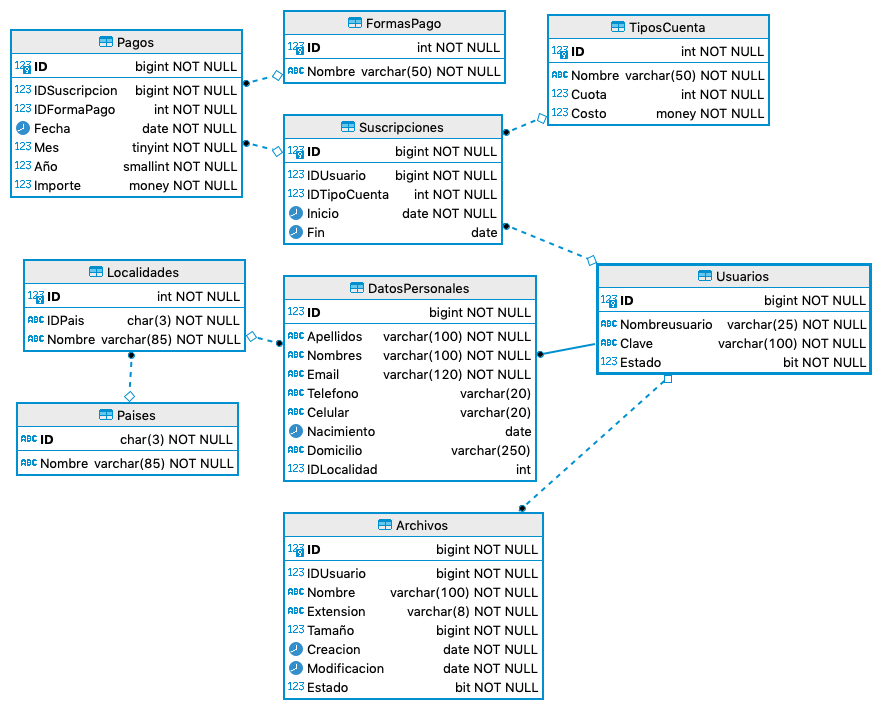 Pagos
123 ID bigint NOT NULL
123 IDSuscripcion bigint NOT NULL
123 IDFormaPago int NOT NULL
Fecha date NOT NULL
123 Mes tinyint NOT NULL
123 Año smallint NOT NULL
123 Importe money NOT NULL
FormasPago
123 ID int NOT NULL
ABC Nombre varchar(50) NOT NULL
TiposCuenta
123 ID int NOT NULL
ABC Nombre varchar(50) NOT NULL
123 Cuota int NOT NULL
123 Costo money NOT NULL
Suscripciones
123 ID bigint NOT NULL
123 IDUsuario bigint NOT NULL
123 IDTipoCuenta int NOT NULL
Inicio date NOT NULL
Fin date
Localidades
123 ID int NOT NULL
ABC IDPais char(3) NOT NULL
ABC Nombre varchar(85) NOT NULL
DatosPersonales
123 ID bigint NOT NULL
ABC Apellidos varchar(100) NOT NULL
ABC Nombres varchar(100) NOT NULL
ABC Email varchar(120) NOT NULL
ABC Telefono varchar(20)
ABC Celular varchar(20)
Nacimiento date
ABC Domicilio varchar(250)
123 IDLocalidad int
Usuarios
123 ID bigint NOT NULL
ABC Nombreusuario varchar(25) NOT NULL
ABC Clave varchar(100) NOT NULL
123 Estado bit NOT NULL
Paises
ABC ID char(3) NOT NULL
ABC Nombre varchar(85) NOT NULL
Archivos
123 ID bigint NOT NULL
123 IDUsuario bigint NOT NULL
ABC Nombre varchar(100) NOT NULL
ABC Extension varchar(8) NOT NULL
123 Tamaño bigint NOT NULL
Creacion date NOT NULL
Modificacion date NOT NULL
123 Estado bit NOT NULL